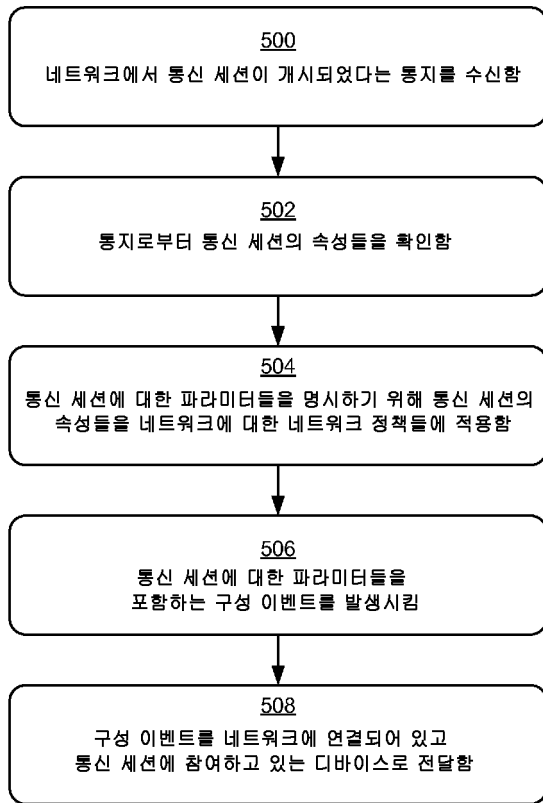 500
네트워크에서 통신 세션이 개시되었다는 통지를 수신함
502
통지로부터 통신 세션의 속성들을 확인함
504
통신 세션에 대한 파라미터들을 명시하기 위해 통신 세션의
속성들을 네트워크에 대한 네트워크 정책들에 적용함
506
통신 세션에 대한 파라미터들을
포함하는 구성 이벤트를 발생시킴
508
구성 이벤트를 네트워크에 연결되어 있고
통신 세션에 참여하고 있는 디바이스로 전달함